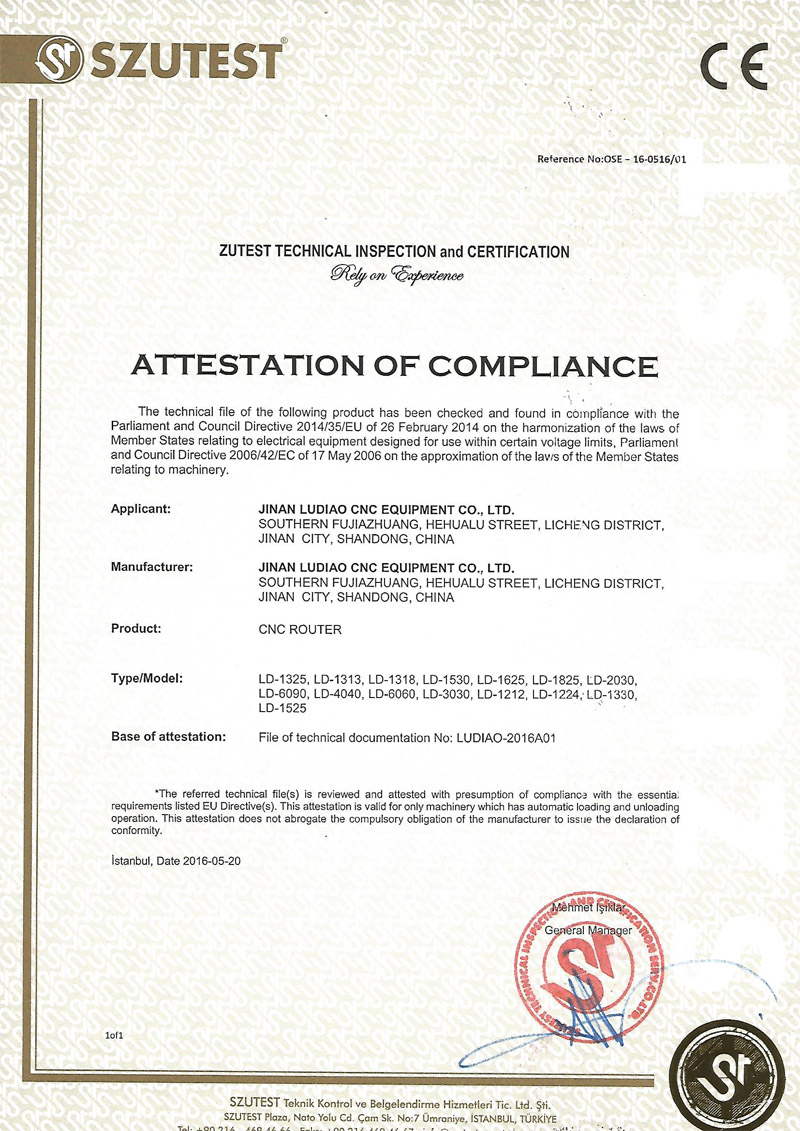 SZUTEST®
CE
Reference No:OSE – 16-0516/01
ZUTEST TECHNICAL INSPECTION and CERTIFICATION
Rely on Experience
ATTESTATION OF COMPLIANCE
The technical file of the following product has been checked and found in compliance with the
Parliament and Council Directive 2014/35/EU of 26 February 2014 on the harmonization of the laws of
Member States relating to electrical equipment designed for use within certain voltage limits, Parliament
and Council Directive 2006/42/EC of 17 May 2006 on the approximation of the laws of the Member States
relating to machinery.
Applicant: JINAN LUDIAO CNC EQUIPMENT CO., LTD.
SOUTHERN FUJIAZHUANG, HEHUALU STREET, LICHENG DISTRICT,
JINAN CITY, SHANDONG, CHINA
Manufacturer: JINAN LUDIAO CNC EQUIPMENT CO., LTD.
SOUTHERN FUJIAZHUANG, HEHUALU STREET, LICHENG DISTRICT,
JINAN CITY, SHANDONG, CHINA
Product: CNC ROUTER
Type/Model: LD-1325, LD-1313, LD-1318, LD-1530, LD-1625, LD-1825, LD-2030,
LD-6090, LD-4040, LD-6060, LD-3030, LD-1212, LD-1224, LD-1330,
LD-1525
Base of attestation: File of technical documentation No: LUDIAO-2016A01
*The referred technical file(s) is reviewed and attested with presumption of compliance with the essential
requirements listed EU Directive(s). This attestation is valid for only machinery which has automatic loading and unloading
operation. This attestation does not abrogate the compulsory obligation of the manufacturer to issue the declaration of
conformity.
İstanbul, Date 2016-05-20
Mehmet Işıklar
General Manager
SZUTEST TECHNICAL INSPECTION AND CERTIFICATION SERV.CO.LTD.
1of1
SZUTEST Teknik Kontrol ve Belgelendirme Hizmetleri Tic. Ltd. Şti.
SZUTEST Plaza, Nato Yolu Cd. Çam Sk. No:7 Ümraniye, İSTANBUL, TÜRKİYE